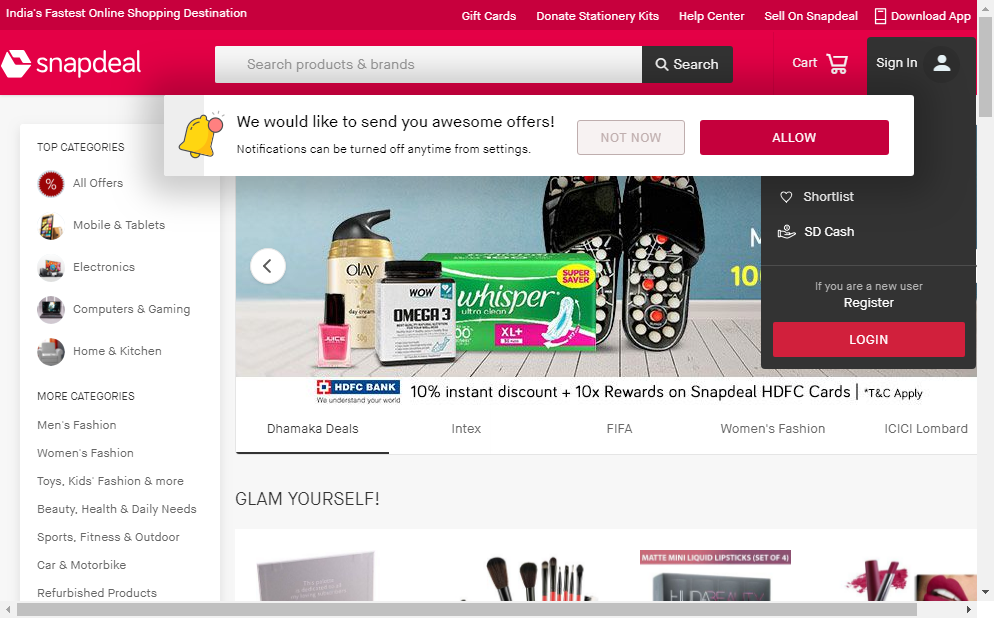 India's Fastest Online Shopping Destination
Gift Cards
Donate Stationery Kits
Help Center
Sell On Snapdeal
Download App
snapdeal
Search products & brands
Search
Cart
Sign In
We would like to send you awesome offers!
Notifications can be turned off anytime from settings.
NOT NOW
ALLOW
TOP CATEGORIES
All Offers
Mobile & Tablets
Electronics
Computers & Gaming
Home & Kitchen
MORE CATEGORIES
Men's Fashion
Women's Fashion
Toys, Kids' Fashion & more
Beauty, Health & Daily Needs
Sports, Fitness & Outdoor
Car & Motorbike
Refurbished Products
Shortlist
SD Cash
If you are a new user
Register
LOGIN
OLAY
day cream
JUICE
WOW
OMEGA 3
SUPER
SAVER
whisper
ultra clean
XL+
HDFC BANK
We understand your world
10% instant discount + 10x Rewards on Snapdeal HDFC Cards | *T&C Apply
Dhamaka Deals
Intex
FIFA
Women's Fashion
ICICI Lombard
GLAM YOURSELF!
MATTE MINI LIQUID LIPSTICKS (SET OF 4)
HUDABEAUTY